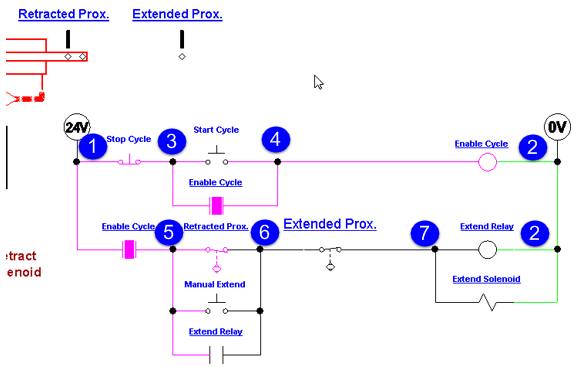 Retracted Prox. Extended Prox.
24V 0V
Stop Cycle Start Cycle
1 3 4 Enable Cycle 2
Enable Cycle
Enable Cycle 5 Retracted Prox. 6 Extended Prox. 7 Extend Relay 2
etract
enoid
Extend Solenoid
Manual Extend
Extend Relay